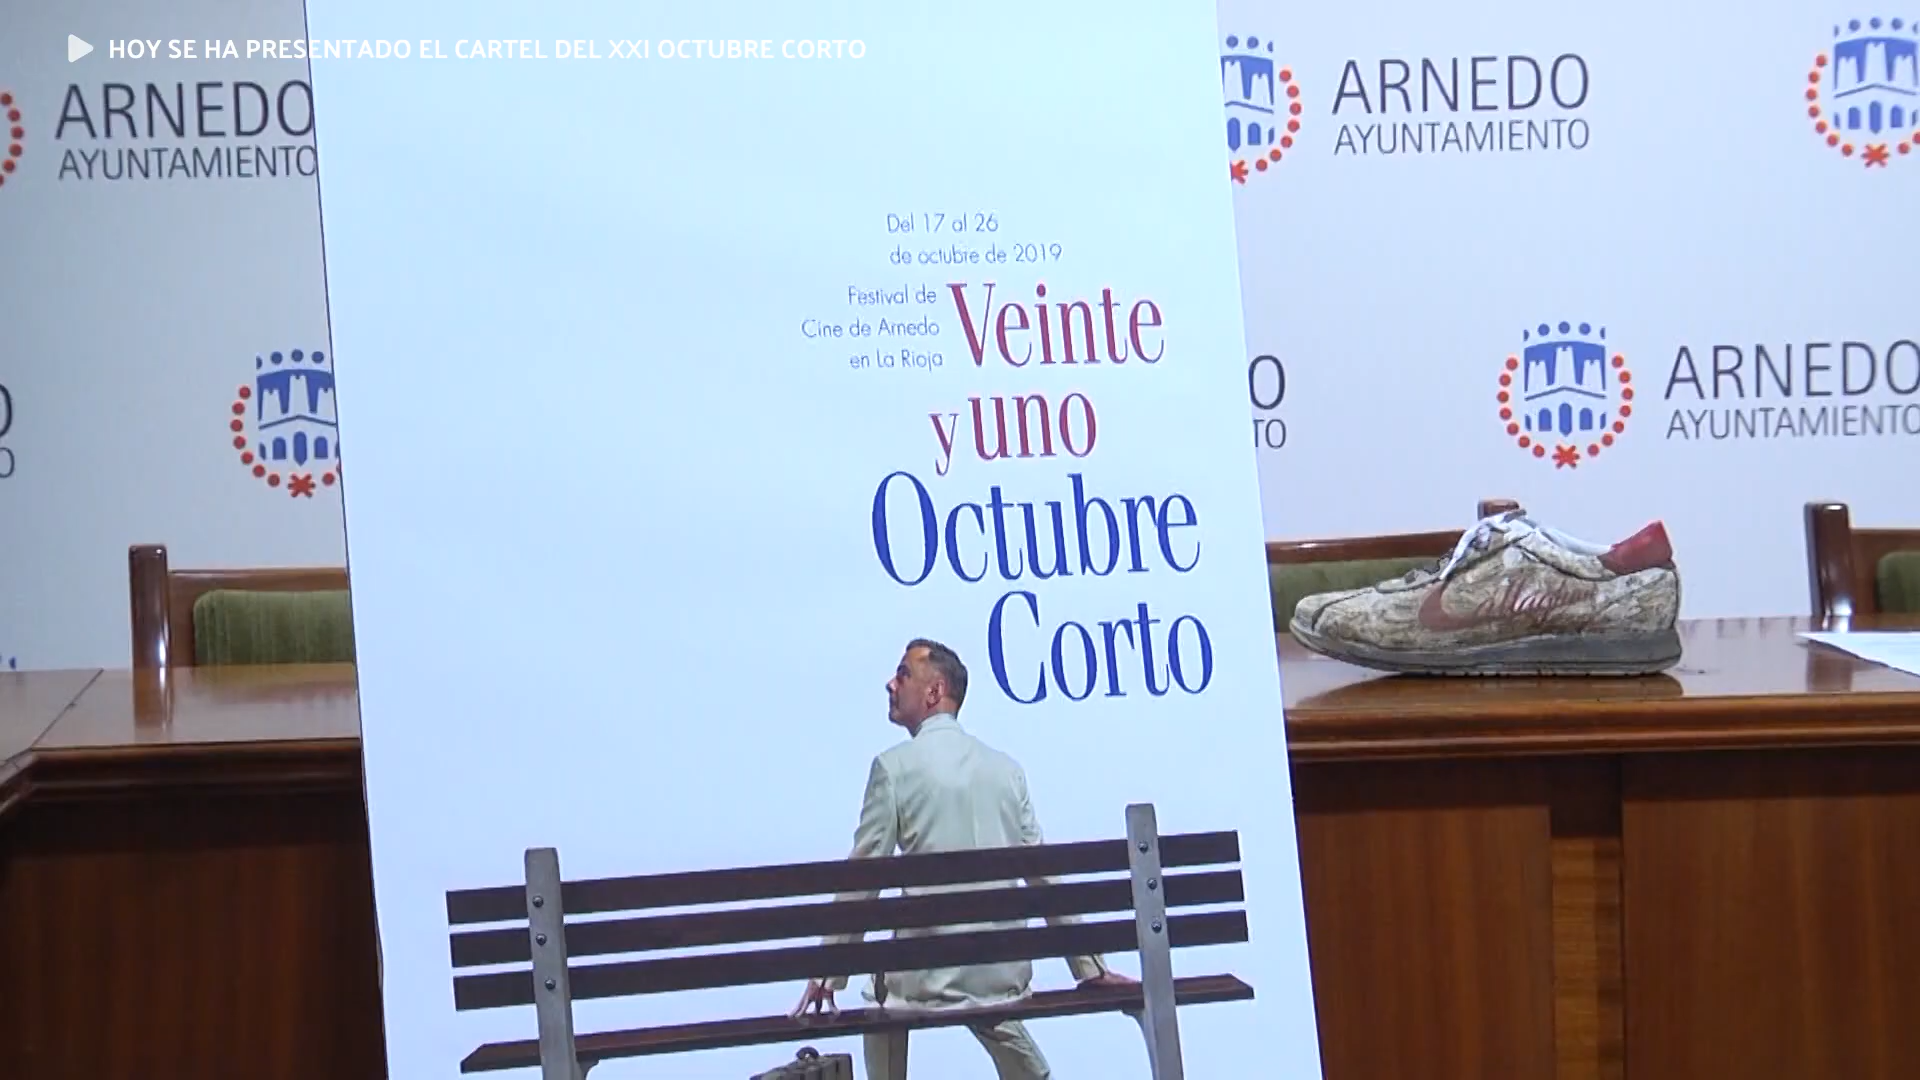 HOY SE HA PRESENTADO EL CARTEL DEL XXI OCTUBRE CORTO
ARNEDO
AYUNTAMIENTO
ARNEDO
AYUNTAMIENTO
ARNEDO
AYUNTAMIENTO
Del 17 al 26
de octubre de 2019
Festival de
Cine de Arnedo
en La Rioja
Veinte
y uno
Octubre
Corto